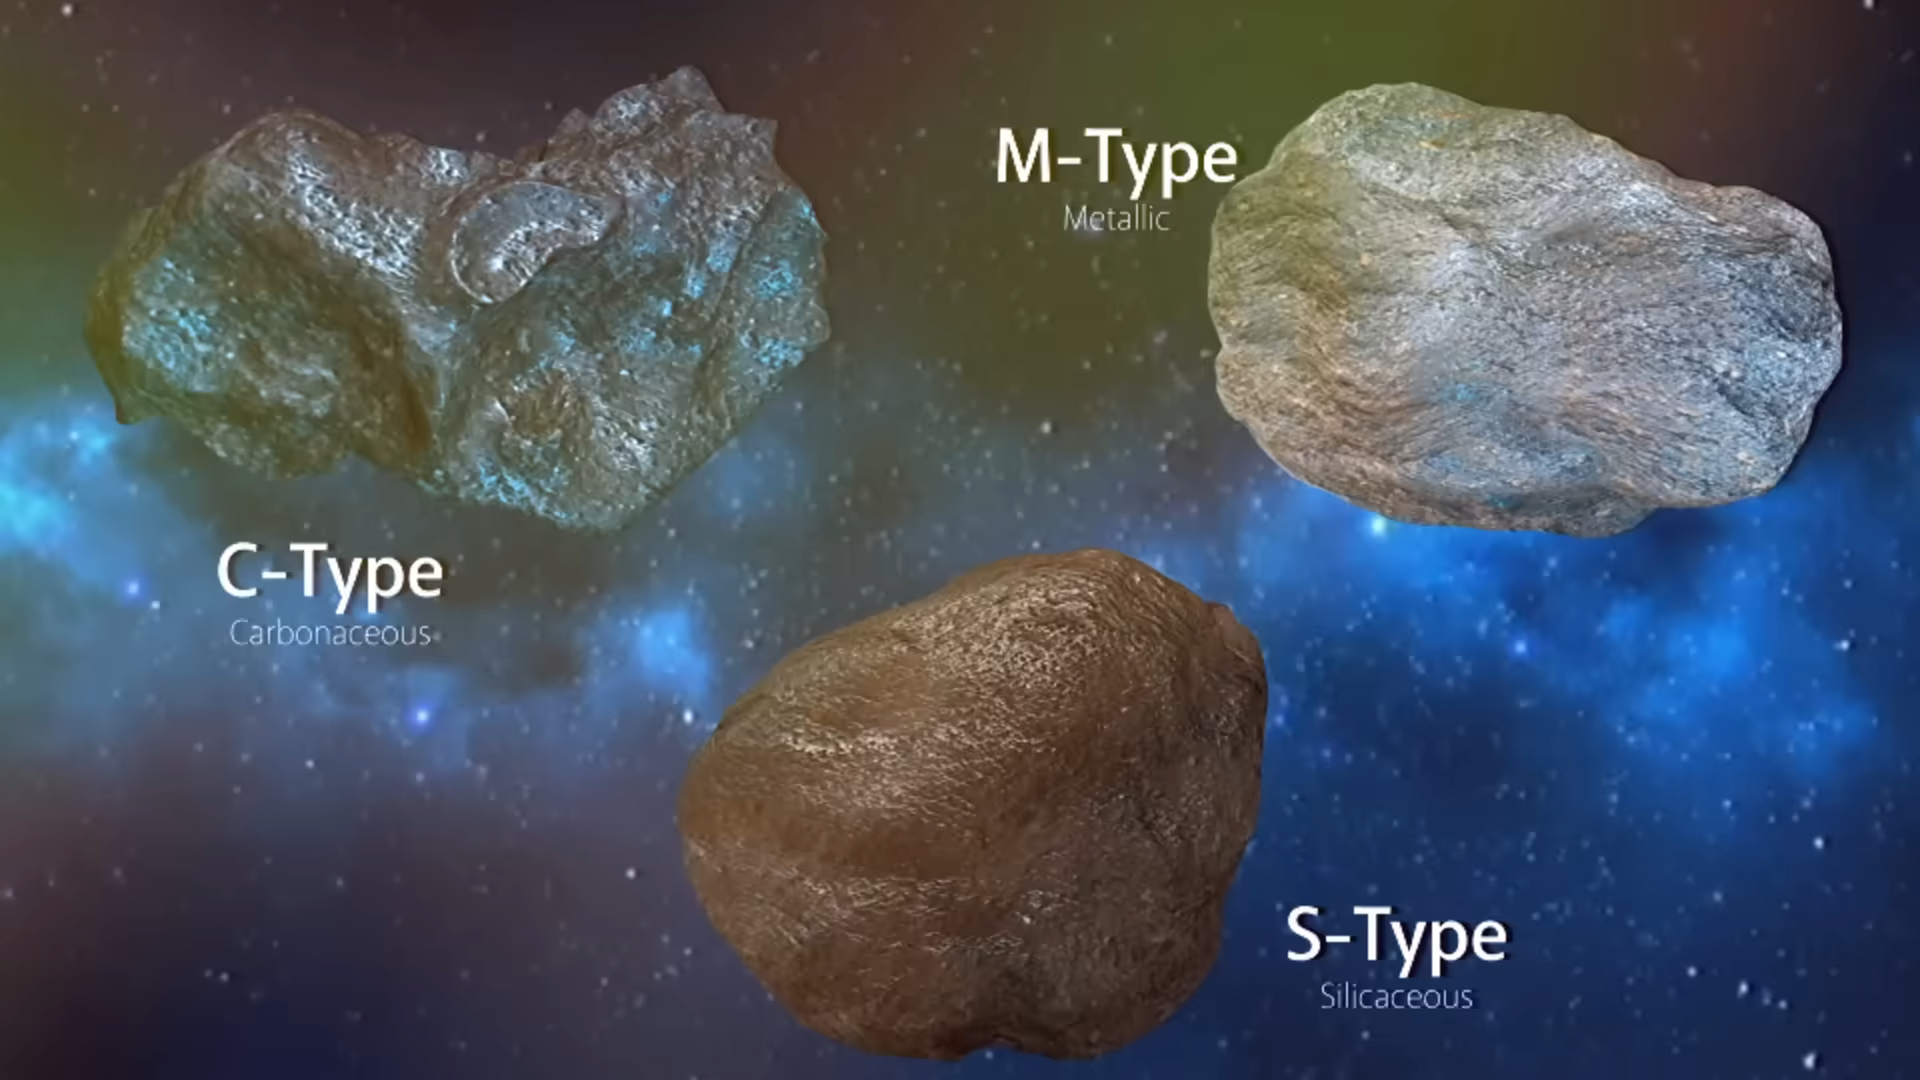 M-Type
Metallic
C-Type
Carbonaceous
S-Type
Silicaceous